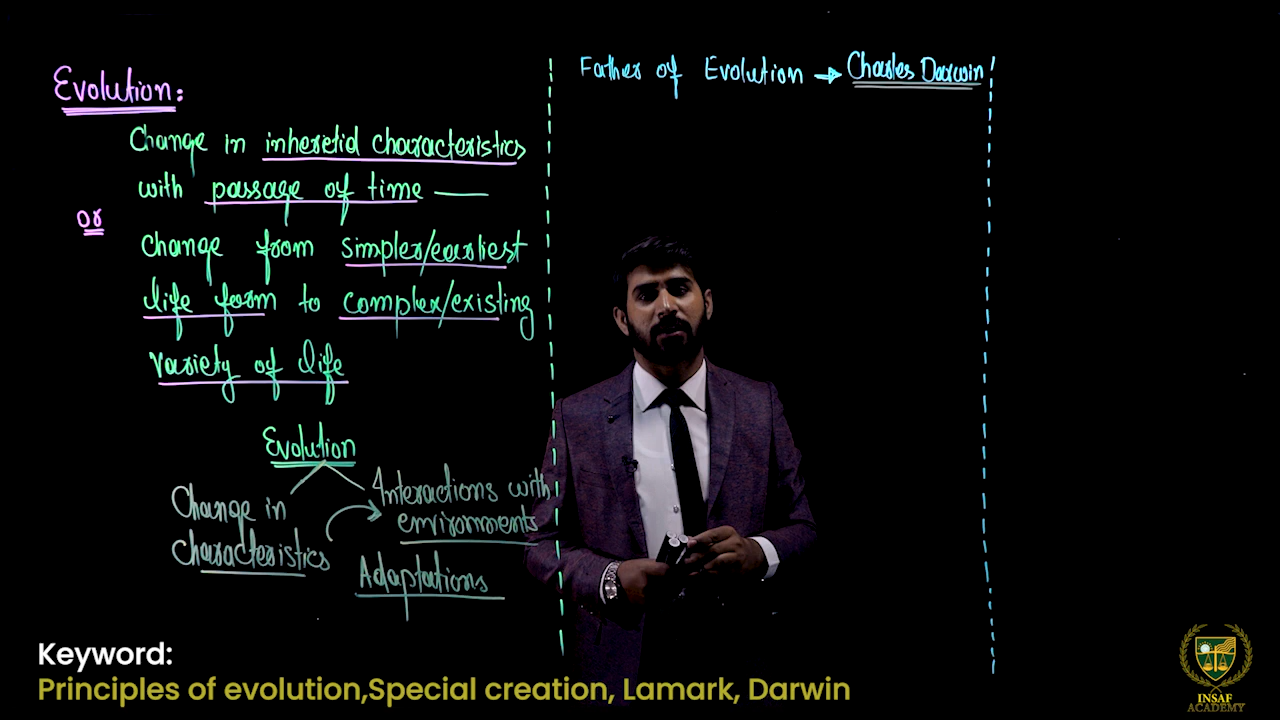 Evolution:
Change in inheretid characteristics
with passage of time —
or
Change from simpler/earliest
life form to complex/existing
variety of life
Evolution
Change in
characteristics
Interactions with
environments
Adaptations
Father of Evolution → Charles Darwin
Keyword:
Principles of evolution,Special creation, Lamark, Darwin
INSAF
ACADEMY